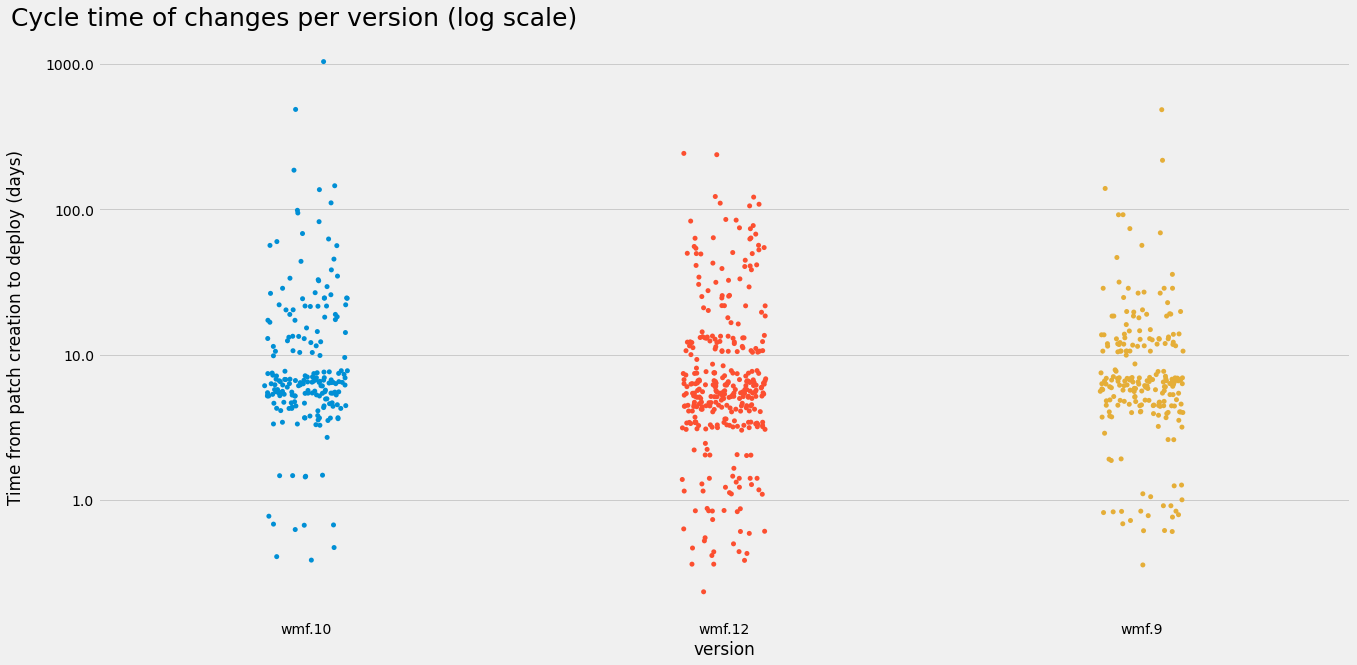 Cycle time of changes per version (log scale)
Time from patch creation to deploy (days)
1000.0
100.0
10.0
1.0
wmf.10
wmf.12
wmf.9
version